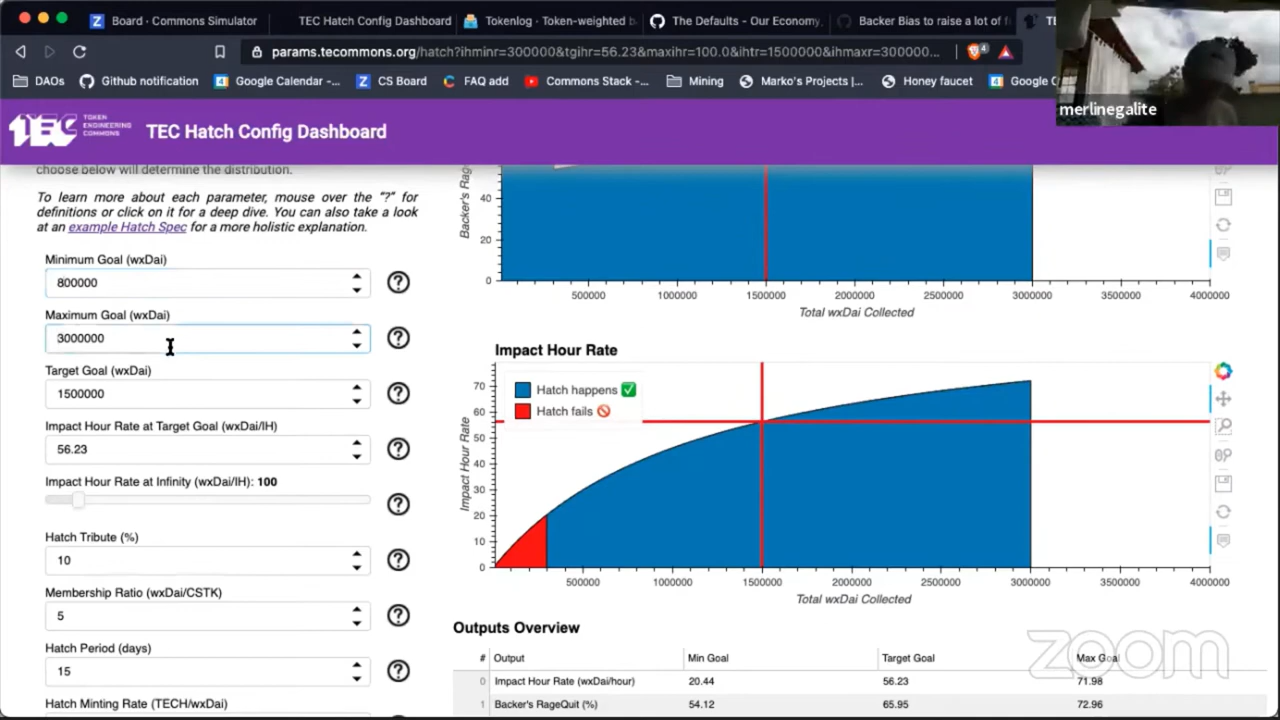 Board · Commons Simulator
TEC Hatch Config Dashboard
Tokenlog · Token-weighted b
The Defaults - Our Economy,
Backer Bias to raise a lot of f
TE
params.tecommons.org/hatch?ihminr=300000&tgihr=56.23&maxihr=100.0&ihtr=1500000&ihmaxr=300000...
4
DAOs
Github notification
Google Calendar -...
CS Board
FAQ add
Commons Stack -...
Mining
Marko's Projects |...
Honey faucet
Google C
merlinegalite
TEC
TOKEN
ENGINEERING
COMMONS
TEC Hatch Config Dashboard
choose below will determine the distribution.
To learn more about each parameter, mouse over the "?" for
definitions or click on it for a deep dive. You can also take a look
at an example Hatch Spec for a more holistic explanation.
Minimum Goal (wxDai)
800000
?
Maximum Goal (wxDai)
3000000
?
Target Goal (wxDai)
1500000
?
Impact Hour Rate at Target Goal (wxDai/IH)
56.23
?
Impact Hour Rate at Infinity (wxDai/IH): 100
?
Hatch Tribute (%)
10
?
Membership Ratio (wxDai/CSTK)
5
?
Hatch Period (days)
15
?
Hatch Minting Rate (TECH/wxDai)
Backer's Rag
40
20
0
500000 1000000 1500000 2000000 2500000 3000000 3500000 4000000
Total wxDai Collected
Impact Hour Rate
Hatch happens ✅
Hatch fails 🚫
Impact Hour Rate
70
60
50
40
30
20
10
0
500000 1000000 1500000 2000000 2500000 3000000 3500000 4000000
Total wxDai Collected
Outputs Overview
# Output Min Goal Target Goal Max Goal
0 Impact Hour Rate (wxDai/hour) 20.44 56.23 71.98
1 Backer's RageQuit (%) 54.12 65.95 72.96
zoom